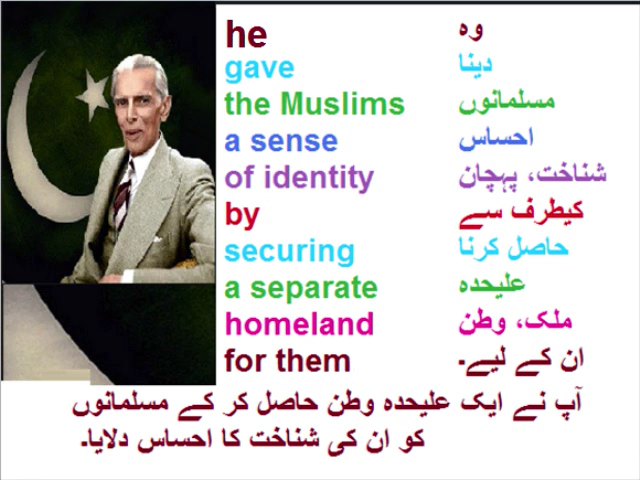 he وہ
gave دینا
the Muslims مسلمانوں
a sense احساس
of identity شناخت، پہچان
by کیطرف سے
securing حاصل کرنا
a separate علیحدہ
homeland ملک، وطن
for them ان کے لیے۔
آپ نے ایک علیحدہ وطن حاصل کر کے مسلمانوں
کو ان کی شناخت کا احساس دلایا۔